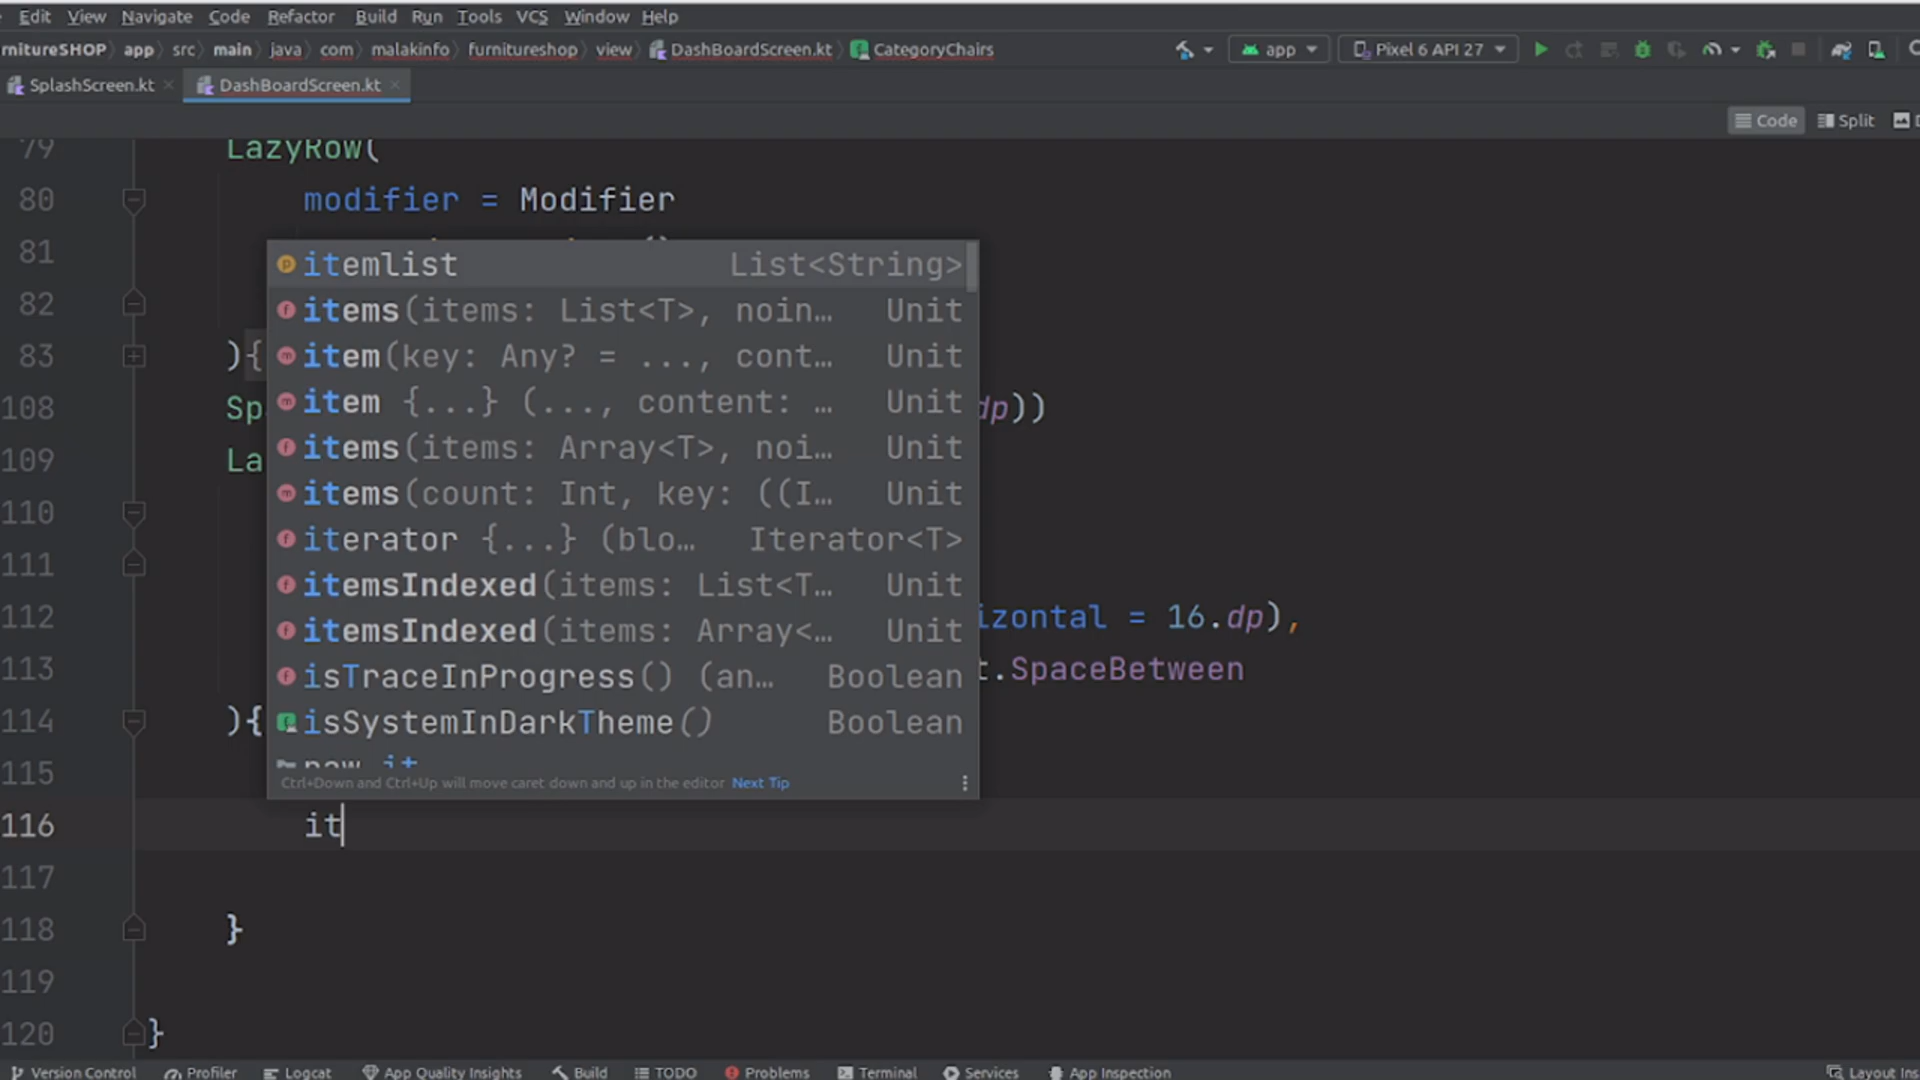 Edit View Navigate Code Refactor Build Run Tools VCS Window Help
rnitureSHOP app src main java com malakinfo furnitureshop view DashBoardScreen.kt CategoryChairs app Pixel 6 API 27
SplashScreen.kt DashBoardScreen.kt
Code Split
79 LazyRow(
80 modifier = Modifier
81
82
83 ){
108 Sp dp))
109 La
110
111
112 izontal = 16.dp),
113 t.SpaceBetween
114 ){
115
116 it
117
118 }
119
120 }
itemlist List<String>
items(items: List<T>, noin… Unit
item(key: Any? = ..., cont… Unit
item {...} (..., content: … Unit
items(items: Array<T>, noi… Unit
items(count: Int, key: ((I… Unit
iterator {...} (blo… Iterator<T>
itemsIndexed(items: List<T… Unit
itemsIndexed(items: Array<… Unit
isTraceInProgress() (an… Boolean
isSystemInDarkTheme() Boolean
Ctrl+Down and Ctrl+Up will move caret down and up in the editor Next Tip
Version Control Profiler Logcat App Quality Insights Build TODO Problems Terminal Services App Inspection Layout Ins